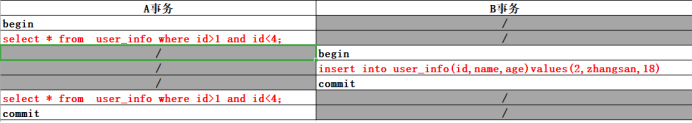 A事务 B事务
begin /
select * from user_info where id>1 and id<4; /
/ begin
/ insert into user_info(id,name,age)values(2,zhangsan,18)
/ commit
select * from user_info where id>1 and id<4; /
commit /